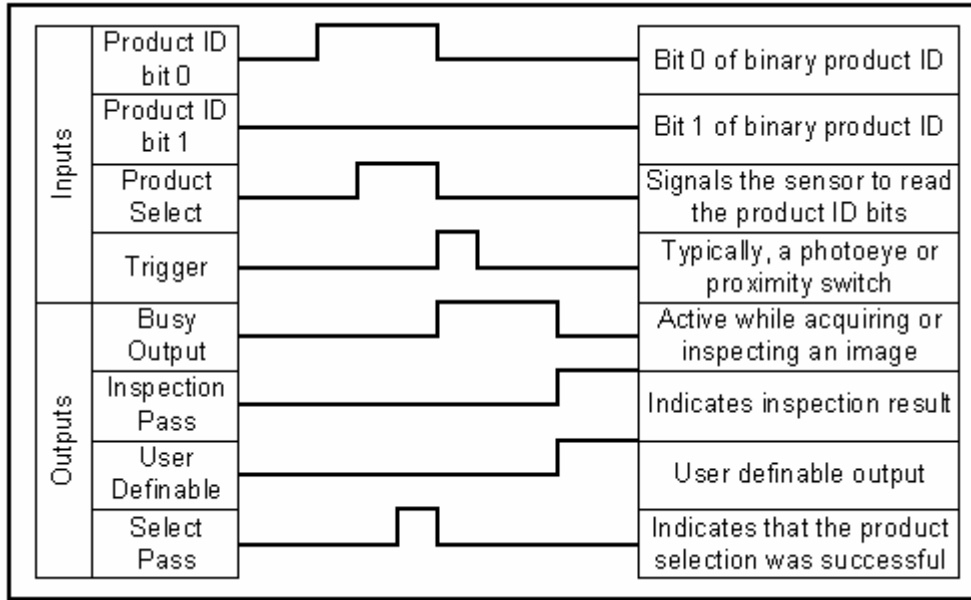 Inputs
Product ID
bit 0
Bit 0 of binary product ID
Product ID
bit 1
Bit 1 of binary product ID
Product
Select
Signals the sensor to read
the product ID bits
Trigger
Typically, a photoeye or
proximity switch
Outputs
Busy
Output
Active while acquiring or
inspecting an image
Inspection
Pass
Indicates inspection result
User
Definable
User definable output
Select
Pass
Indicates that the product
selection was successful